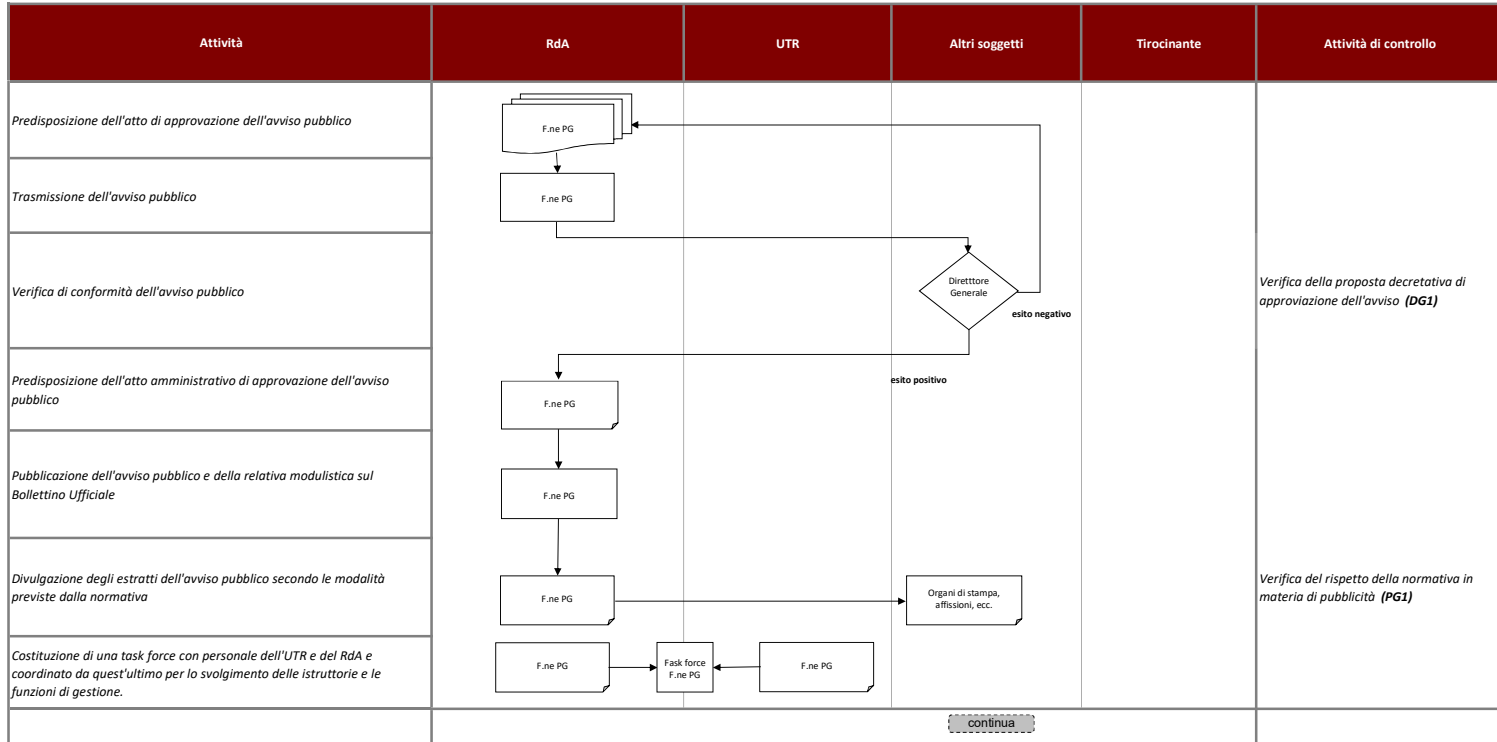 Attività
RdA
UTR
Altri soggetti
Tirocinante
Attività di controllo
Predisposizione dell'atto di approvazione dell'avviso pubblico
F.ne PG
Trasmissione dell'avviso pubblico
F.ne PG
Verifica di conformità dell'avviso pubblico
Diretttore
Generale
esito negativo
Verifica della proposta decretativa di
approviazione dell'avviso (DG1)
Predisposizione dell'atto amministrativo di approvazione dell'avviso
pubblico
F.ne PG
esito positivo
Pubblicazione dell'avviso pubblico e della relativa modulistica sul
Bollettino Ufficiale
F.ne PG
Divulgazione degli estratti dell'avviso pubblico secondo le modalità
previste dalla normativa
F.ne PG
Organi di stampa,
affissioni, ecc.
Verifica del rispetto della normativa in
materia di pubblicità (PG1)
Costituzione di una task force con personale dell'UTR e del RdA e
coordinato da quest'ultimo per lo svolgimento delle istruttorie e le
funzioni di gestione.
F.ne PG
Fask force
F.ne PG
F.ne PG
continua